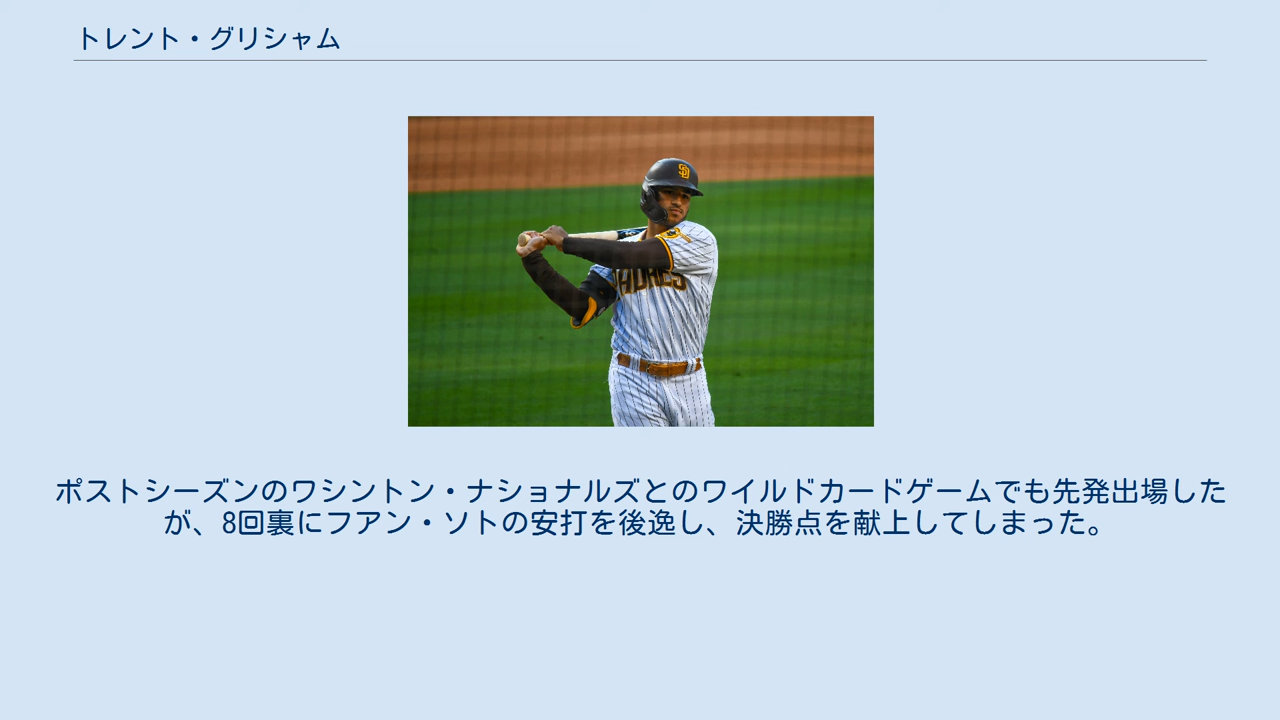 トレント・グリシャム
SD
PADRES
ポストシーズンのワシントン・ナショナルズとのワイルドカードゲームでも先発出場した
が、8回裏にフアン・ソトの安打を後逸し、決勝点を献上してしまった。